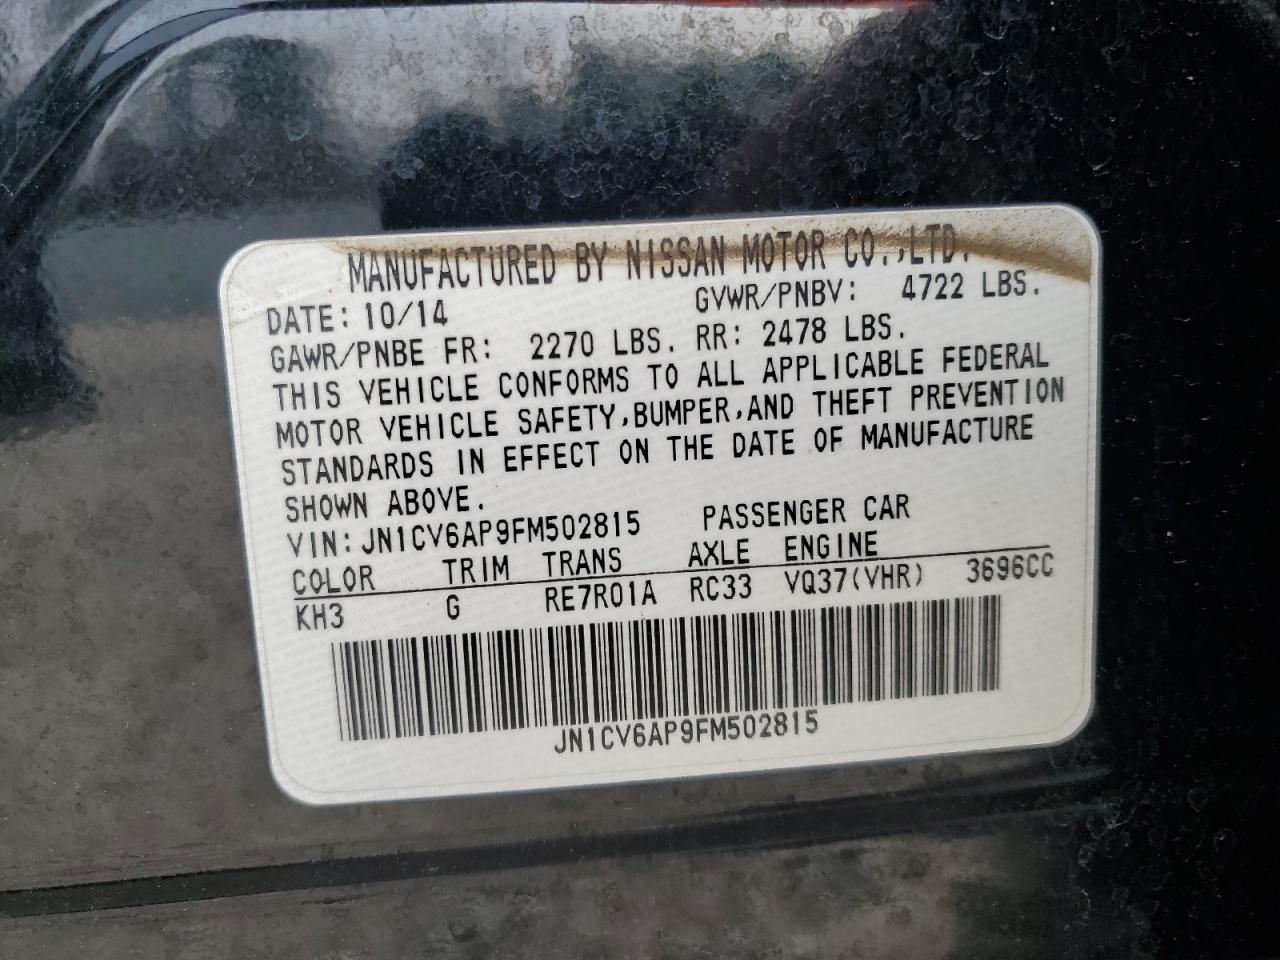 MANUFACTURED BY NISSAN MOTOR CO.,LTD.
DATE: 10/14 GVWR/PNBV: 4722 LBS.
GAWR/PNBE FR: 2270 LBS. RR: 2478 LBS.
THIS VEHICLE CONFORMS TO ALL APPLICABLE FEDERAL
MOTOR VEHICLE SAFETY,BUMPER,AND THEFT PREVENTION
STANDARDS IN EFFECT ON THE DATE OF MANUFACTURE
SHOWN ABOVE.
VIN: JN1CV6AP9FM502815 PASSENGER CAR
COLOR TRIM TRANS AXLE ENGINE
KH3 G RE7R01A RC33 VQ37(VHR) 3696CC
JN1CV6AP9FM502815